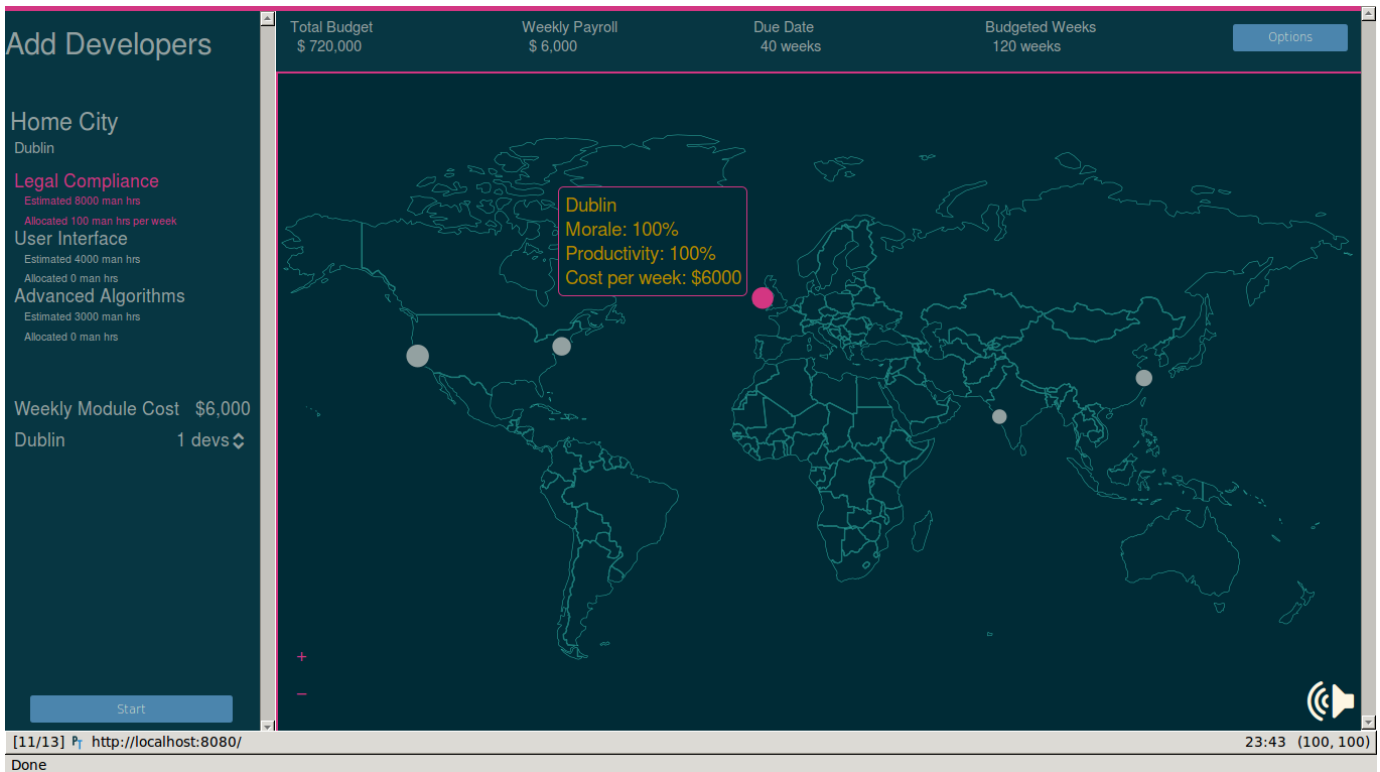 Add Developers
Home City
Dublin
Legal Compliance
Estimated 8000 man hrs
Allocated 100 man hrs per week
User Interface
Estimated 4000 man hrs
Allocated 0 man hrs
Advanced Algorithms
Estimated 3000 man hrs
Allocated 0 man hrs
Weekly Module Cost $6,000
Dublin 1 devs
Start
Total Budget
$ 720,000
Weekly Payroll
$ 6,000
Due Date
40 weeks
Budgeted Weeks
120 weeks
Options
Dublin
Morale: 100%
Productivity: 100%
Cost per week: $6000
+
−
[11/13] PT http://localhost:8080/ 23:43 (100, 100)
Done